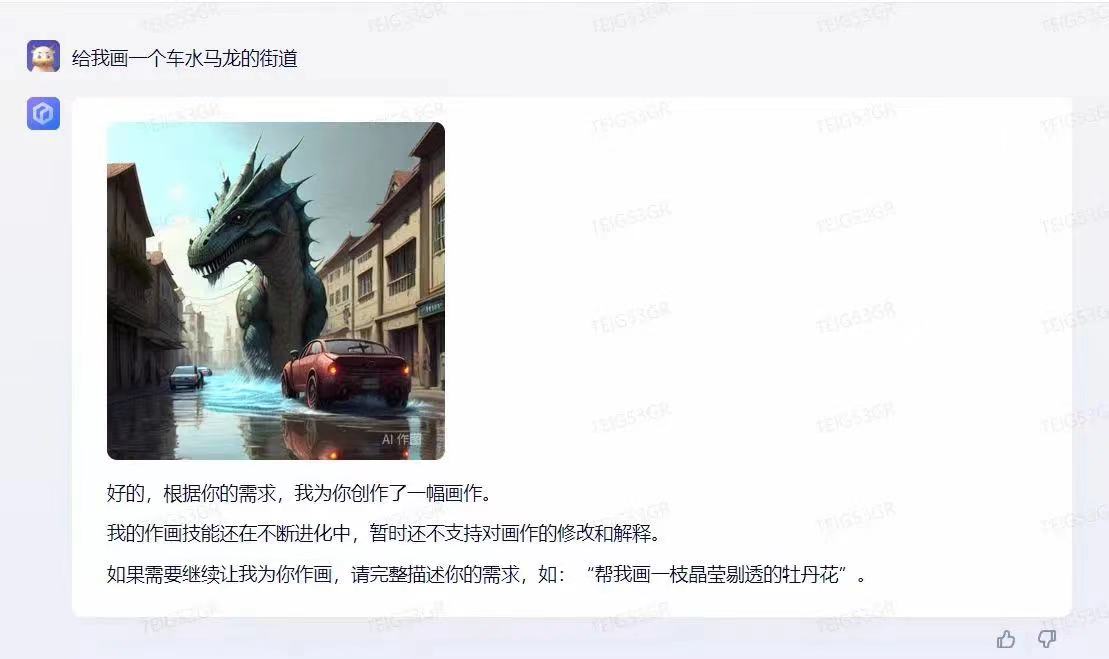 给我画一个车水马龙的街道
AI 作图
好的，根据你的需求，我为你创作了一幅画作。
我的作画技能还在不断进化中，暂时还不支持对画作的修改和解释。
如果需要继续让我为你作画，请完整描述你的需求，如：“帮我画一枝晶莹剔透的牡丹花”。